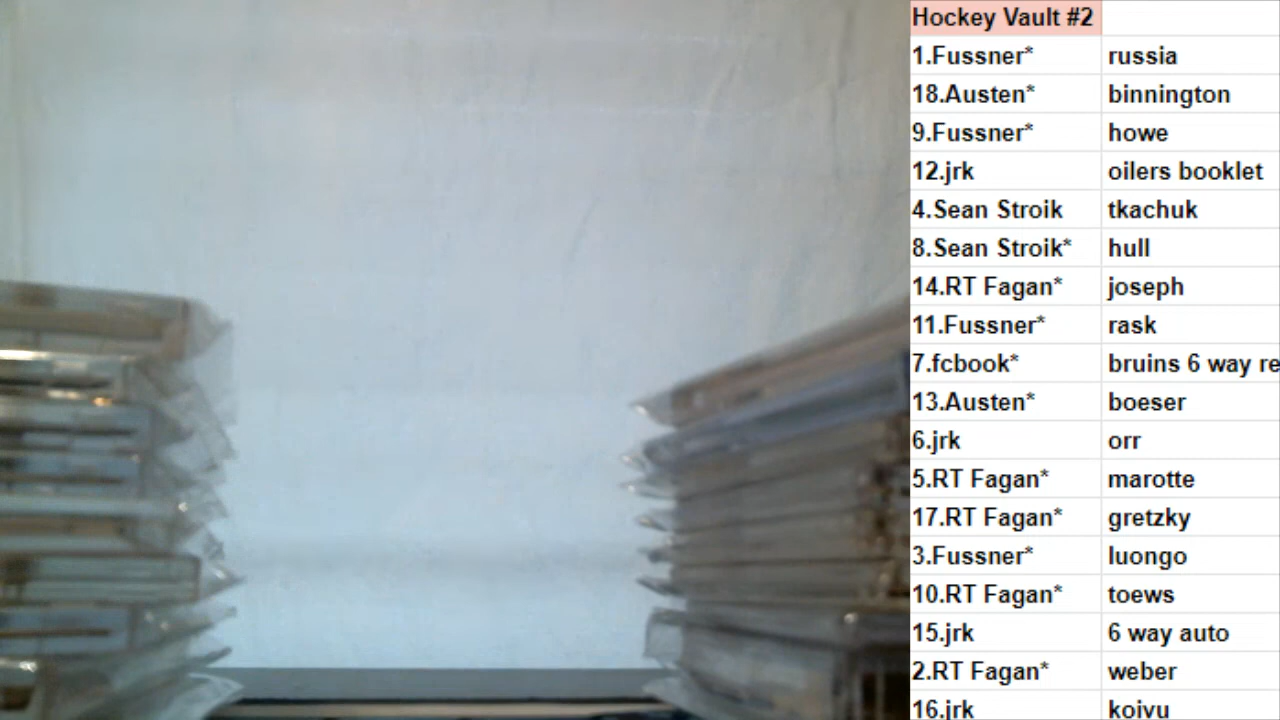 Hockey Vault #2
1.Fussner* russia
18.Austen* binnington
9.Fussner* howe
12.jrk oilers booklet
4.Sean Stroik tkachuk
8.Sean Stroik* hull
14.RT Fagan* joseph
11.Fussner* rask
7.fcbook* bruins 6 way re
13.Austen* boeser
6.jrk orr
5.RT Fagan* marotte
17.RT Fagan* gretzky
3.Fussner* luongo
10.RT Fagan* toews
15.jrk 6 way auto
2.RT Fagan* weber
16.jrk koivu